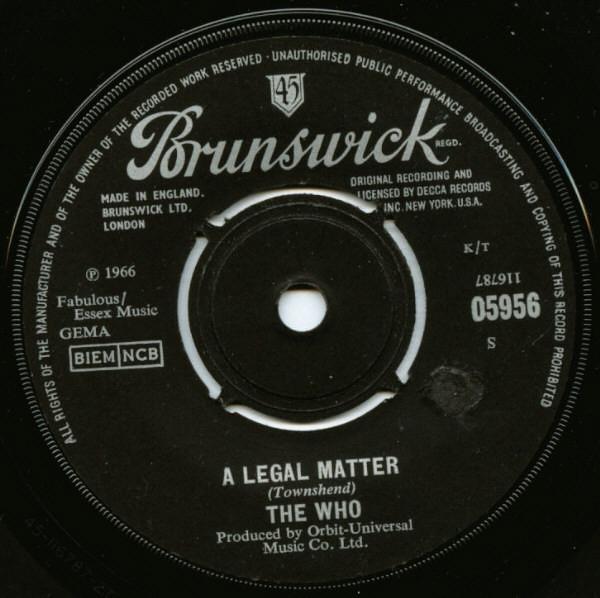 ALL RIGHTS OF THE MANUFACTURER AND OF THE OWNER OF THE RECORDED WORK RESERVED · UNAUTHORISED PUBLIC PERFORMANCE BROADCASTING AND COPYING OF THIS RECORD PROHIBITED
45
Brunswick REGD.
MADE IN ENGLAND.
BRUNSWICK LTD.
LONDON
ORIGINAL RECORDING AND
LICENSED BY DECCA RECORDS
INC. NEW YORK. U.S.A.
℗ 1966
Fabulous/
Essex Music
GEMA
BIEM NCB
K/T
116787
05956
S
A LEGAL MATTER
(Townshend)
THE WHO
Produced by Orbit-Universal
Music Co. Ltd.